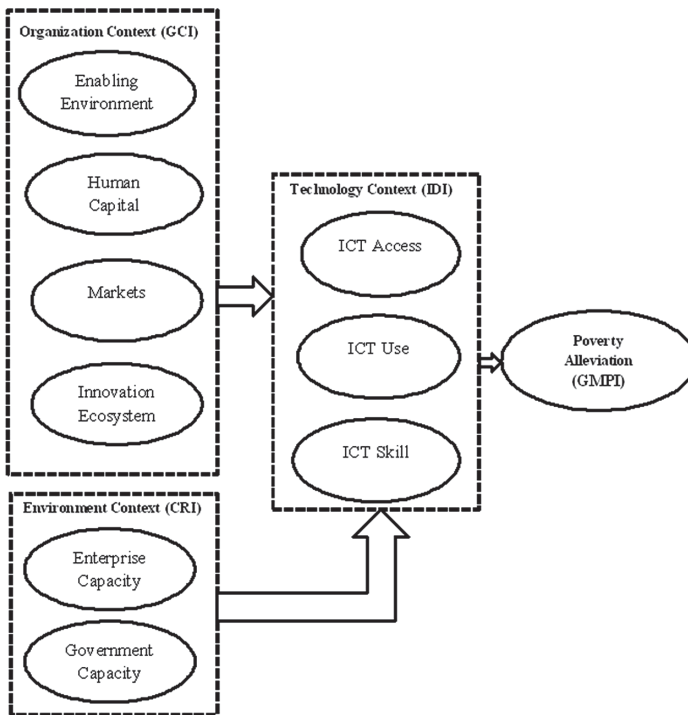 Organization Context (GCI)
Enabling
Environment
Human
Capital
Markets
Innovation
Ecosystem
Environment Context (CRI)
Enterprise
Capacity
Government
Capacity
Technology Context (IDI)
ICT Access
ICT Use
ICT Skill
Poverty
Alleviation
(GMPI)